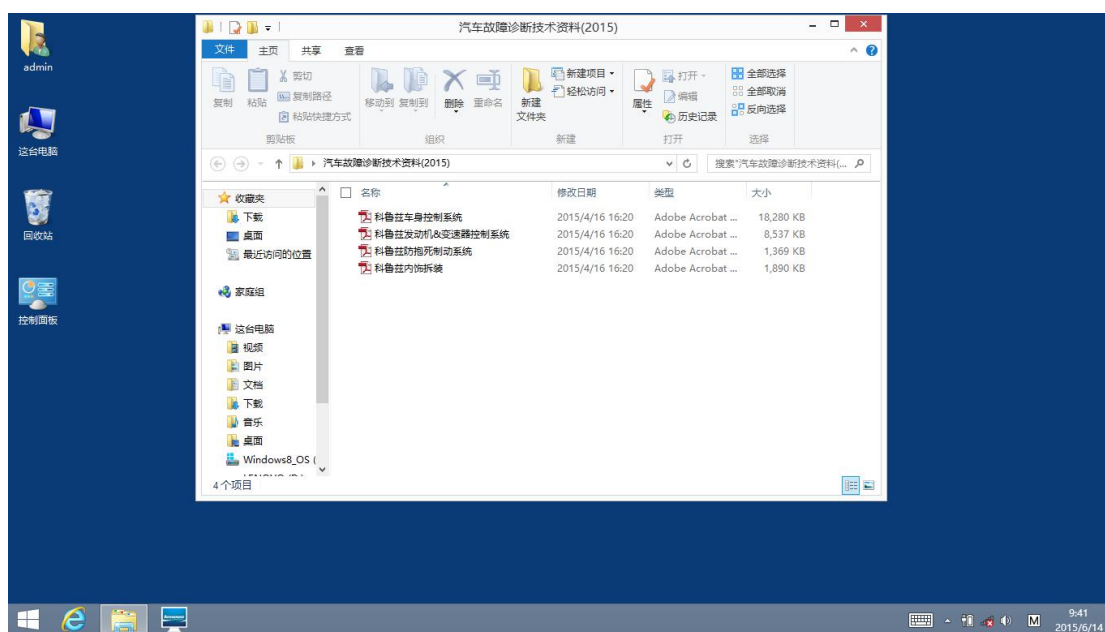 汽车故障诊断技术资料(2015)
文件 主页 共享 查看
admin
复制 粘贴 剪切 复制路径 粘贴快捷方式
移动到 复制到 删除 重命名
新建文件夹 新建项目 轻松访问
属性 打开 编辑 历史记录
全部选择 全部取消 反向选择
剪贴板 组织 新建 打开 选择
这台电脑
汽车故障诊断技术资料(2015) 搜索"汽车故障诊断技术资料(...
名称 修改日期 类型 大小
收藏夹
科鲁兹车身控制系统 2015/4/16 16:20 Adobe Acrobat ... 18,280 KB
下载
科鲁兹发动机&变速器控制系统 2015/4/16 16:20 Adobe Acrobat ... 8,537 KB
桌面
科鲁兹防抱死制动系统 2015/4/16 16:20 Adobe Acrobat ... 1,369 KB
最近访问的位置
科鲁兹内饰拆装 2015/4/16 16:20 Adobe Acrobat ... 1,890 KB
回收站
家庭组
控制面板
这台电脑
视频
图片
文档
下载
音乐
桌面
Windows8_OS (
4 个项目
M
9:41
2015/6/14